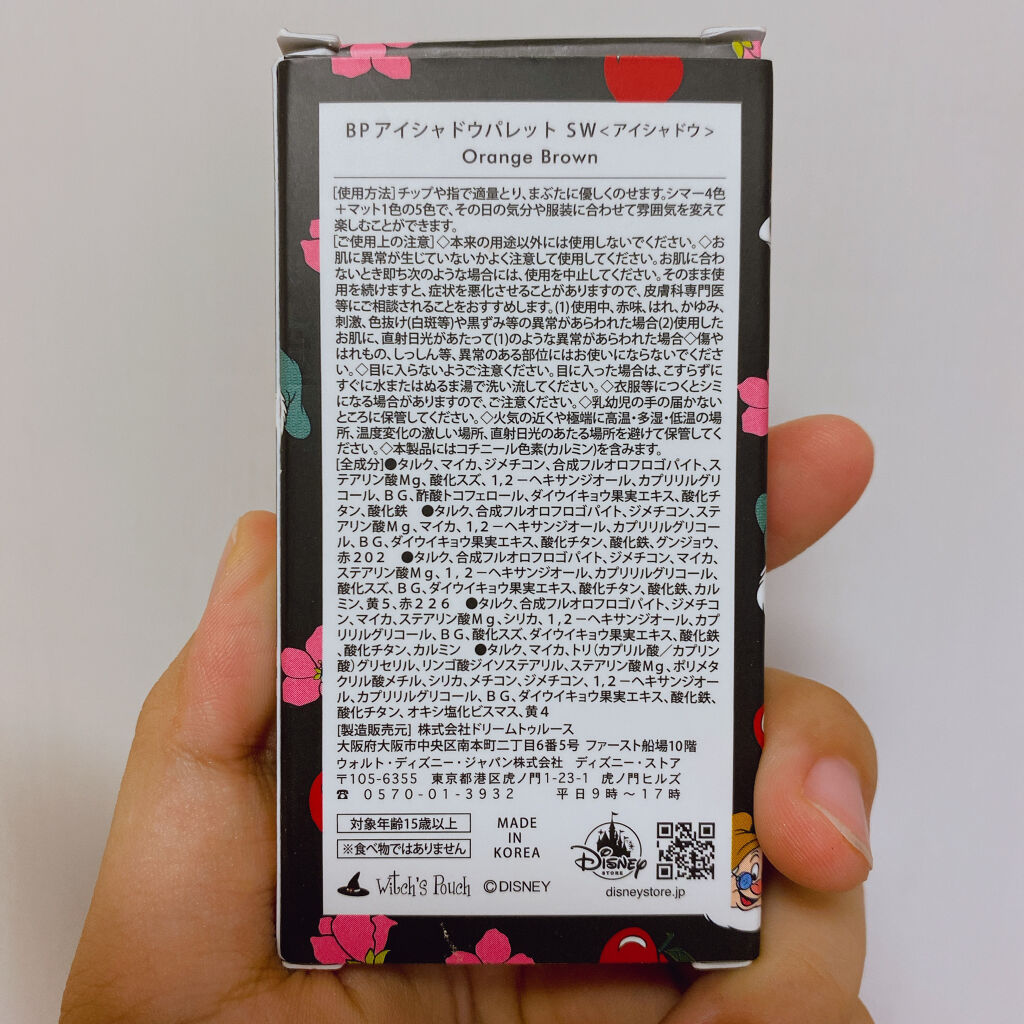 BPアイシャドウパレット SW<アイシャドウ>
Orange Brown
[使用方法]チップや指で適量とり、まぶたに優しくのせます。シマー4色
+マット1色の5色で、その日の気分や服装に合わせて雰囲気を変えて
楽しむことができます。
[ご使用上の注意]◇本来の用途以外には使用しないでください。◇お
肌に異常が生じていないかよく注意して使用してください。お肌に合わ
ないとき即ち次のような場合には、使用を中止してください。そのまま使
用を続けますと、症状を悪化させることがありますので、皮膚科専門医
等にご相談されることをおすすめします。(1)使用中、赤味、はれ、かゆみ、
刺激、色抜け(白斑等)や黒ずみ等の異常があらわれた場合(2)使用した
お肌に、直射日光があたって(1)のような異常があらわれた場合◇傷や
はれもの、しっしん等、異常のある部位にはお使いにならないでくださ
い。◇目に入らないようご注意ください。目に入った場合は、こすらずに
すぐに水またはぬるま湯で洗い流してください。◇衣服等につくとシミ
になる場合がありますので、ご注意ください。◇乳幼児の手の届かない
ところに保管してください。◇火気の近くや極端に高温・多湿・低温の場
所、温度変化の激しい場所、直射日光のあたる場所を避けて保管してく
ださい。◇本製品にはコチニール色素(カルミン)を含みます。
[全成分]●タルク、マイカ、ジメチコン、合成フルオロフロゴパイト、ス
テアリン酸Mg、酸化スズ、1,2-ヘキサンジオール、カプリリルグリ
コール、BG、酢酸トコフェロール、ダイウイキョウ果実エキス、酸化チ
タン、酸化鉄 ●タルク、合成フルオロフロゴパイト、ジメチコン、ステ
アリン酸Mg、マイカ、1,2-ヘキサンジオール、カプリリルグリコー
ル、BG、ダイウイキョウ果実エキス、酸化チタン、酸化鉄、グンジョウ、
赤202 ●タルク、合成フルオロフロゴパイト、ジメチコン、マイカ、
ステアリン酸Mg、1,2-ヘキサンジオール、カプリリルグリコール、
酸化スズ、BG、ダイウイキョウ果実エキス、酸化チタン、酸化鉄、カル
ミン、黄5、赤226 ●タルク、合成フルオロフロゴパイト、ジメチコ
ン、マイカ、ステアリン酸Mg、シリカ、1,2-ヘキサンジオール、カプ
リリルグリコール、BG、酸化スズ、ダイウイキョウ果実エキス、酸化鉄
、酸化チタン、カルミン ●タルク、マイカ、トリ(カプリル酸/カプリン
酸)グリセリル、リンゴ酸ジイソステアリル、ステアリン酸Mg、ポリメタ
クリル酸メチル、シリカ、メチコン、ジメチコン、1,2-ヘキサンジオー
ル、カプリリルグリコール、BG、ダイウイキョウ果実エキス、酸化鉄、
酸化チタン、オキシ塩化ビスマス、黄4
[製造販売元] 株式会社ドリームトゥルース
大阪府大阪市中央区南本町二丁目6番5号 ファースト船場10階
ウォルト・ディズニー・ジャパン株式会社 ディズニー・ストア
〒105-6355 東京都港区虎ノ門1-23-1 虎ノ門ヒルズ
☎ 0570-01-3932 平日9時~17時
対象年齢15歳以上
※食べ物ではありません
MADE
IN
KOREA
Disney
STORE
disneystore.jp
Witch's Pouch ©DISNEY